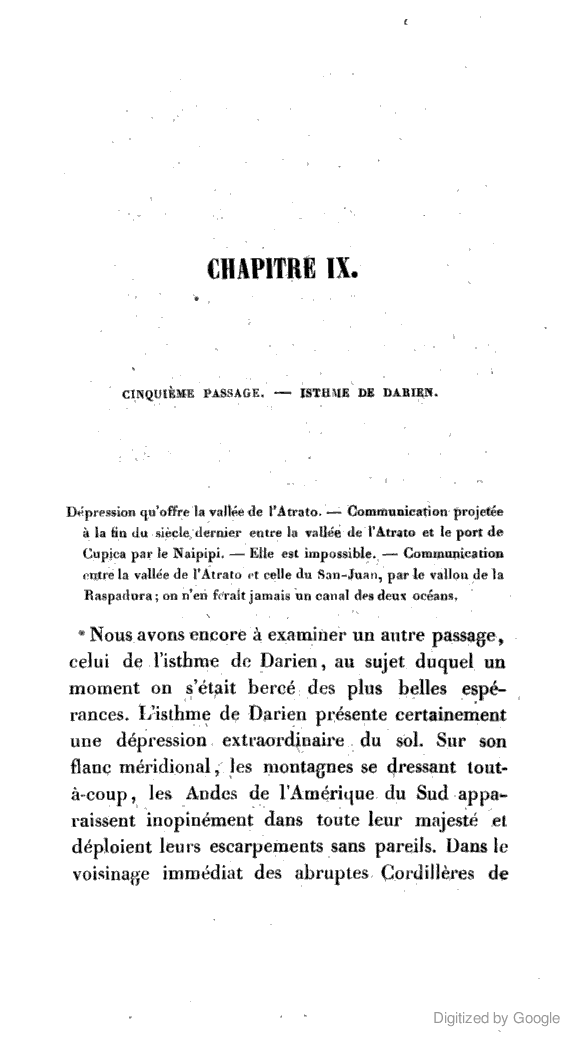 CHAPITRE IX.
CINQUIÈME PASSAGE. — ISTHME DE DARIEN.
Dépression qu'offre la vallée de l'Atrato. — Communication projetée
à la fin du siècle dernier entre la vallée de l'Atrato et le port de
Cupica par le Naipipi. — Elle est impossible. — Communication
entre la vallée de l'Atrato et celle du San-Juan, par le vallon de la
Raspadura; on n'en ferait jamais un canal des deux océans.
Nous avons encore à examiner un autre passage,
celui de l'isthme de Darien, au sujet duquel un
moment on s'était bercé des plus belles espé-
rances. L'isthme de Darien présente certainement
une dépression extraordinaire du sol. Sur son
flanc méridional, les montagnes se dressant tout-
à-coup, les Andes de l'Amérique du Sud appa-
raissent inopinément dans toute leur majesté et
déploient leurs escarpements sans pareils. Dans le
voisinage immédiat des abruptes Cordillères de
Digitized by Google